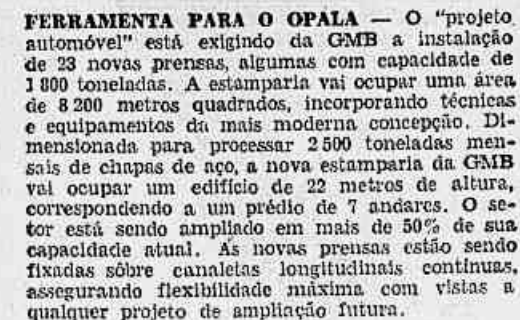 FERRAMENTA PARA O OPALA — O "projeto
automóvel" está exigindo da GMB a instalação
de 23 novas prensas, algumas com capacidade de
1 800 toneladas. A estamparia vai ocupar uma área
de 8 200 metros quadrados, incorporando técnicas
e equipamentos da mais moderna concepção. Di-
mensionada para processar 2 500 toneladas men-
sais de chapas de aço, a nova estamparia da GMB
vai ocupar um edifício de 22 metros de altura,
correspondendo a um prédio de 7 andares. O se-
tor está sendo ampliado em mais de 50% de sua
capacidade atual. As novas prensas estão sendo
fixadas sôbre canaletas longitudinais contínuas,
assegurando flexibilidade máxima com vistas a
qualquer projeto de ampliação futura.